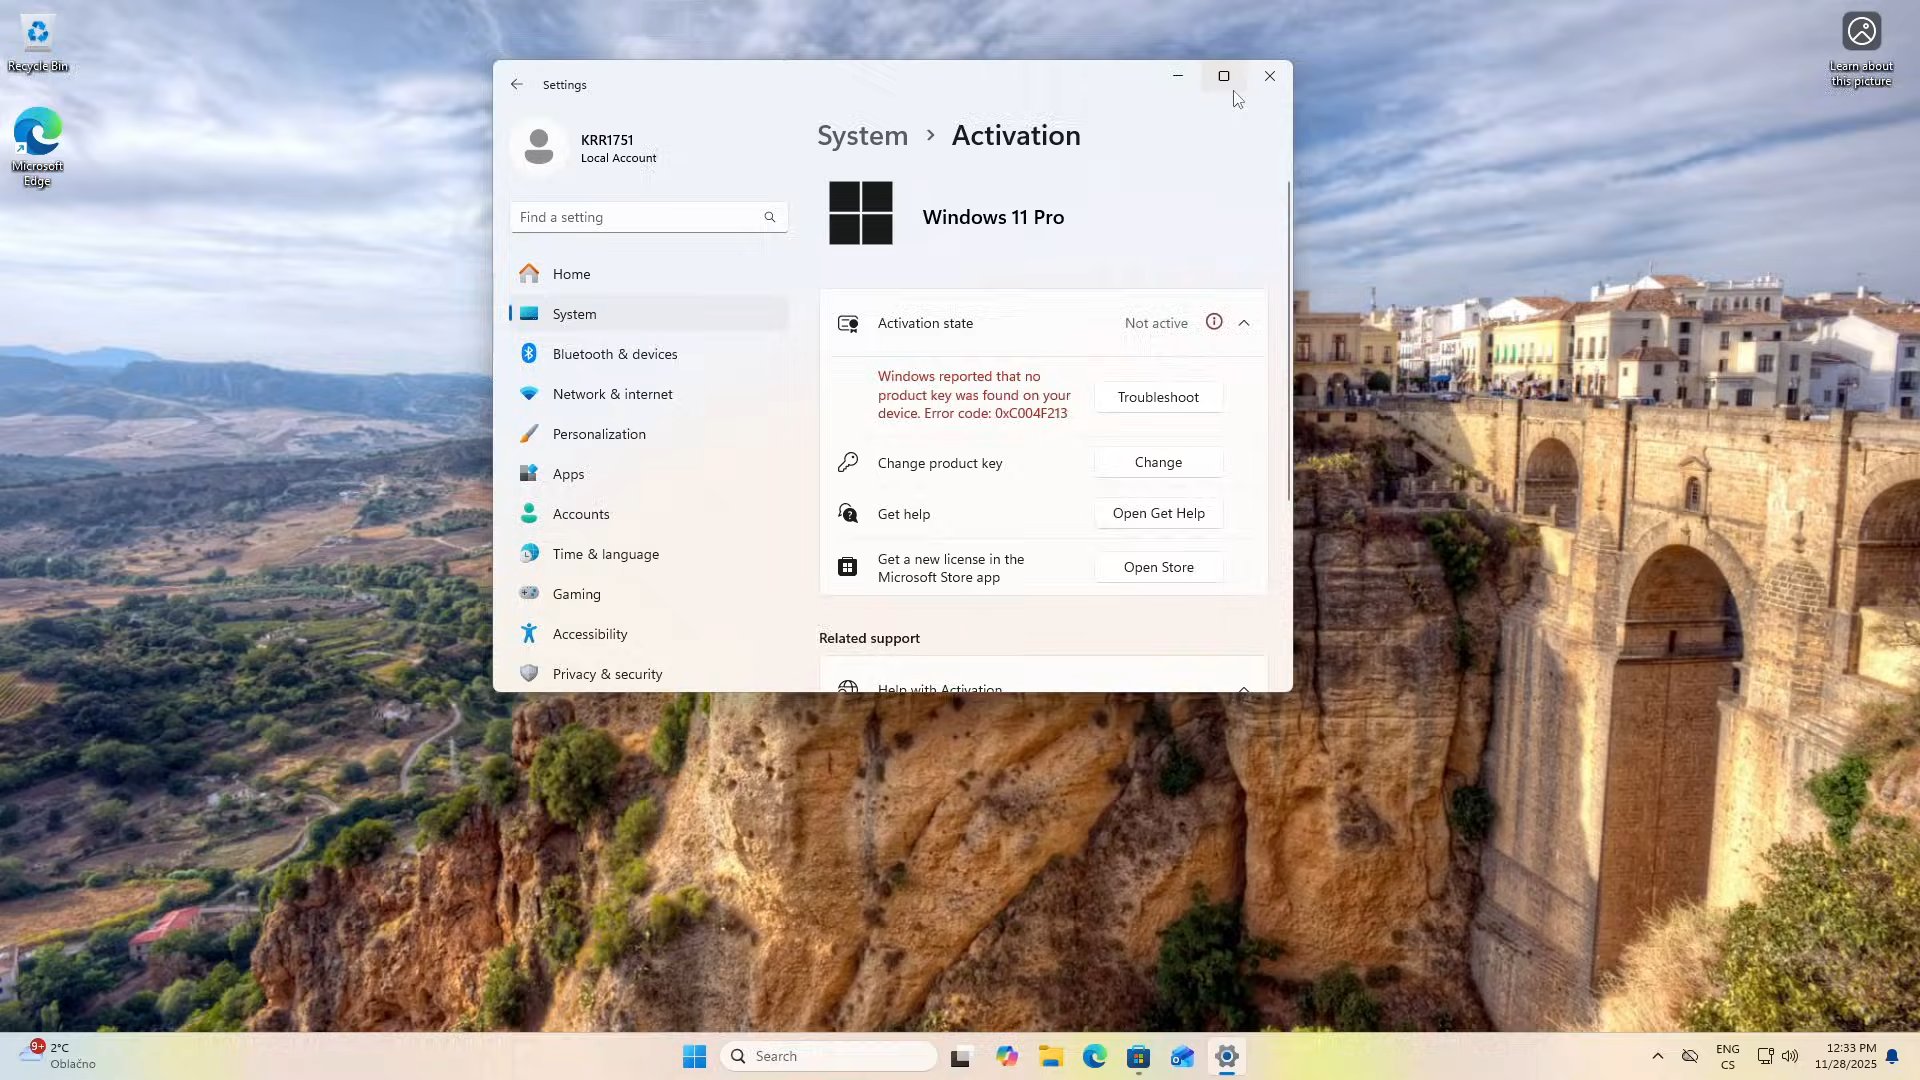 Recycle Bin
Microsoft
Edge
Learn about
this picture
Settings
KRR1751
Local Account
Find a setting
Home
System
Bluetooth & devices
Network & internet
Personalization
Apps
Accounts
Time & language
Gaming
Accessibility
Privacy & security
System › Activation
Windows 11 Pro
Activation state
Not active
Windows reported that no
product key was found on your
device. Error code: 0xC004F213
Troubleshoot
Change product key
Change
Get help
Open Get Help
Get a new license in the
Microsoft Store app
Open Store
Related support
Help with Activation
9+
2°C
Oblačno
Search
ENG
CS
12:33 PM
11/28/2025